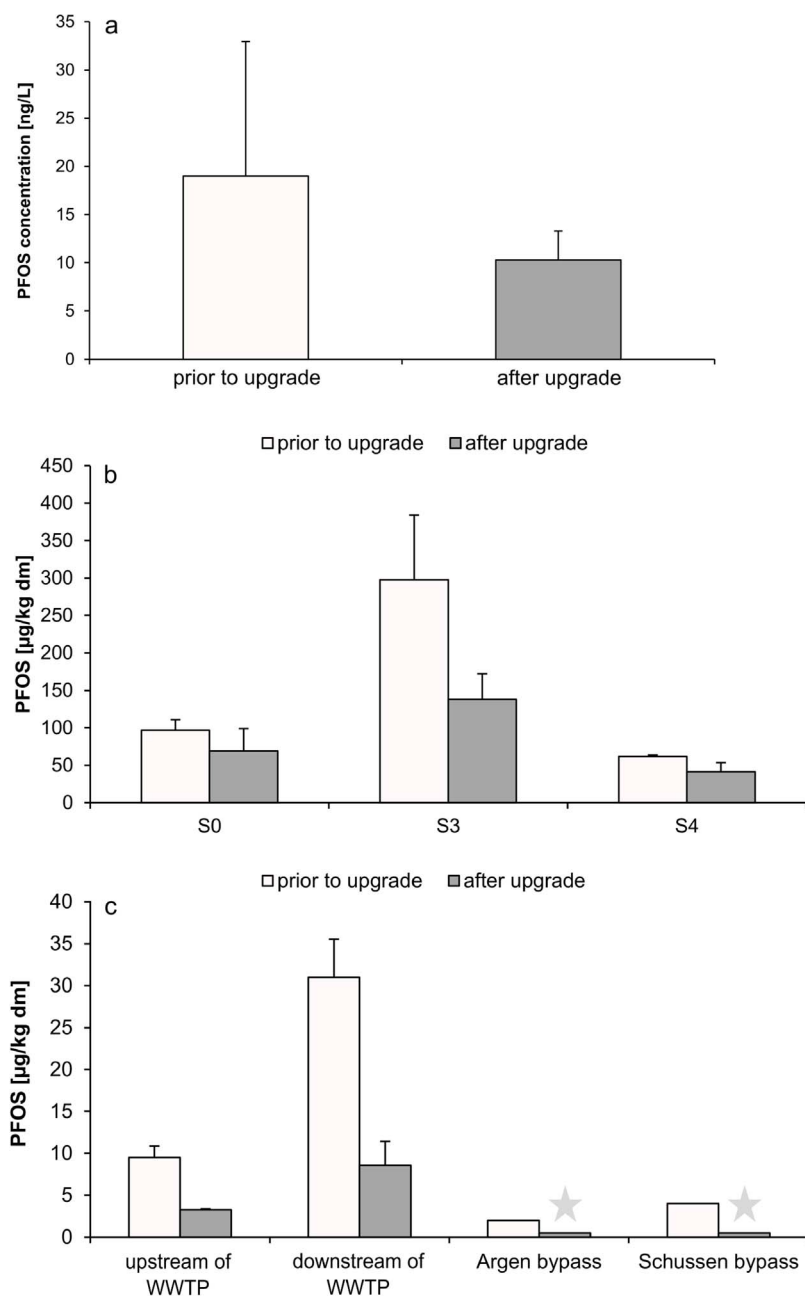 a
PFOS concentration [ng/L]
35
30
25
20
15
10
5
0
prior to upgrade after upgrade
prior to upgrade after upgrade
b
PFOS [µg/kg dm]
450
400
350
300
250
200
150
100
50
0
S0 S3 S4
prior to upgrade after upgrade
c
PFOS [µg/kg dm]
40
35
30
25
20
15
10
5
0
upstream of WWTP
downstream of WWTP
Argen bypass
Schussen bypass